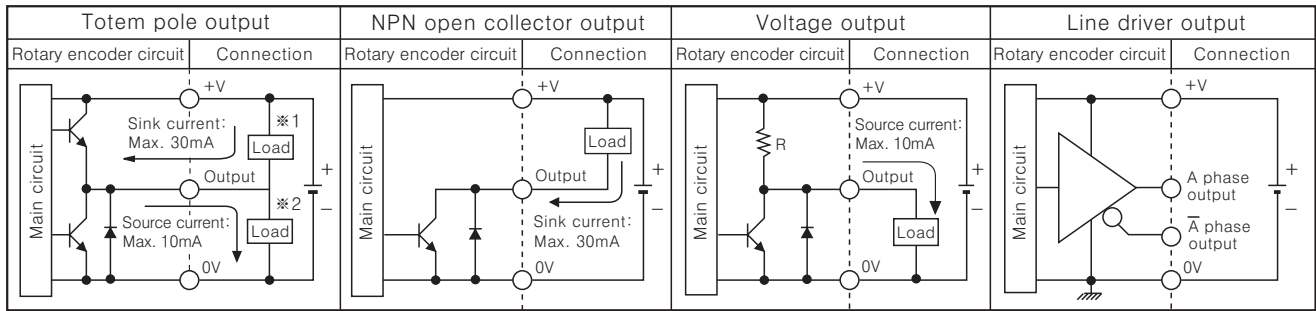 Totem pole output
Rotary encoder circuit
Connection
Main circuit
+V
Sink current:
Max. 30mA
※1
Load
Output
※2
Source current:
Max. 10mA
Load
0V
+
−
NPN open collector output
Rotary encoder circuit
Connection
Main circuit
+V
Load
Output
Sink current:
Max. 30mA
0V
+
−
Voltage output
Rotary encoder circuit
Connection
Main circuit
+V
R
Source current:
Max. 10mA
Output
Load
0V
+
−
Line driver output
Rotary encoder circuit
Connection
Main circuit
+V
A phase
output
A̅ phase
output
0V
+
−